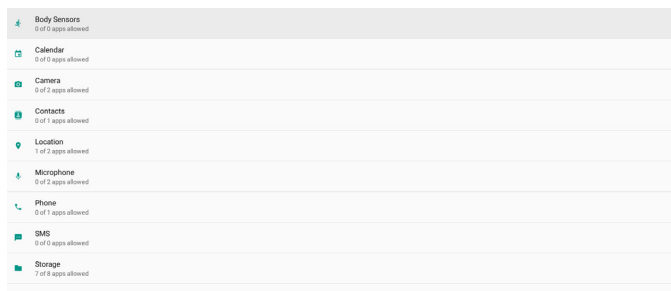 Body Sensors
0 of 0 apps allowed
Calendar
0 of 0 apps allowed
Camera
0 of 2 apps allowed
Contacts
0 of 1 apps allowed
Location
1 of 2 apps allowed
Microphone
0 of 2 apps allowed
Phone
0 of 1 apps allowed
SMS
0 of 0 apps allowed
Storage
7 of 8 apps allowed